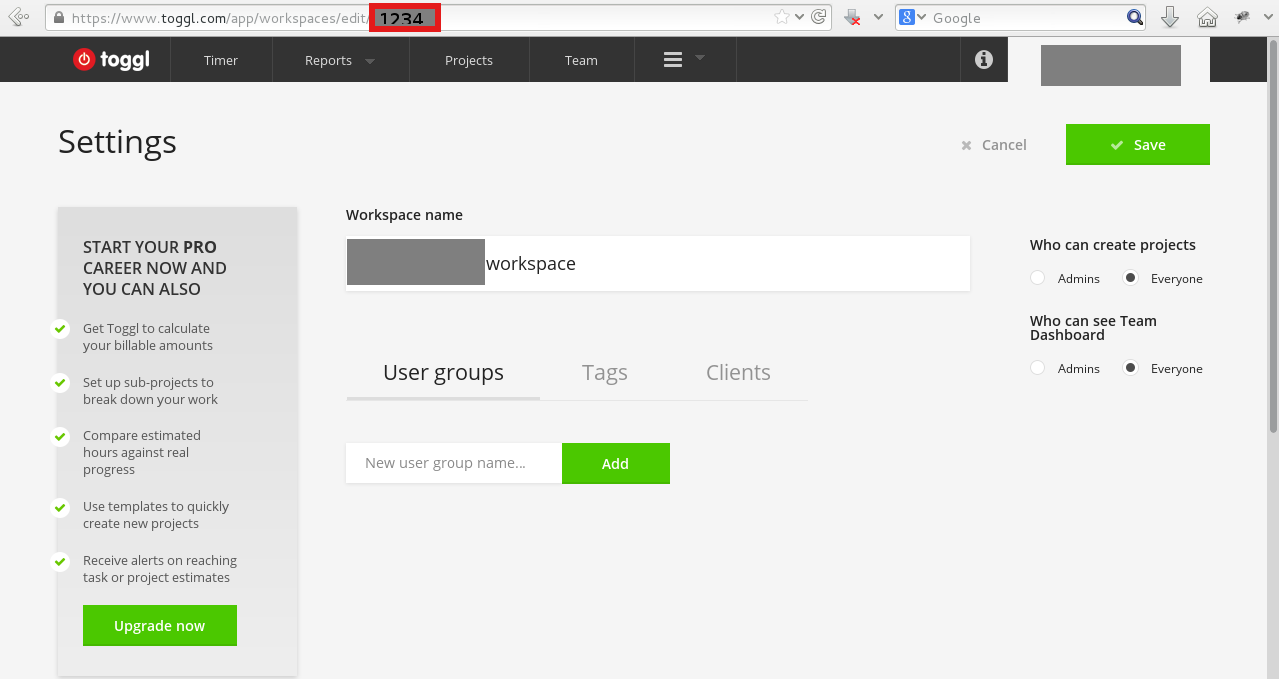 https://www.toggl.com/app/workspaces/edit/1234
Google
toggl
Timer
Reports
Projects
Team
Settings
Cancel
Save
START YOUR PRO
CAREER NOW AND
YOU CAN ALSO
Get Toggl to calculate
your billable amounts
Set up sub-projects to
break down your work
Compare estimated
hours against real
progress
Use templates to quickly
create new projects
Receive alerts on reaching
task or project estimates
Upgrade now
Workspace name
workspace
User groups
Tags
Clients
New user group name...
Add
Who can create projects
Admins
Everyone
Who can see Team
Dashboard
Admins
Everyone